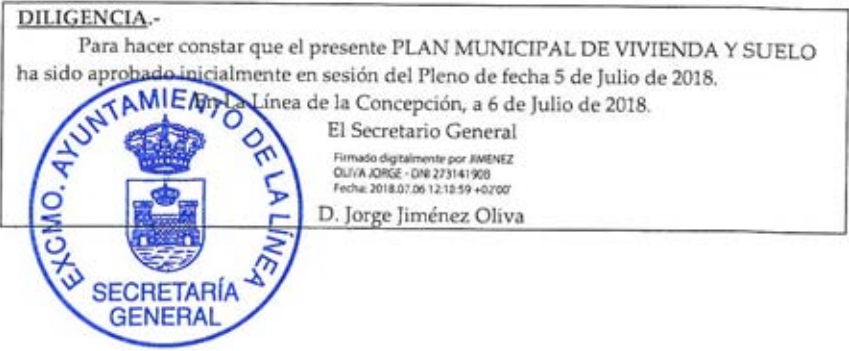 DILIGENCIA.-
Para hacer constar que el presente PLAN MUNICIPAL DE VIVIENDA Y SUELO
ha sido aprobado inicialmente en sesión del Pleno de fecha 5 de Julio de 2018.
En La Línea de la Concepción, a 6 de Julio de 2018.
El Secretario General
Firmado digitalmente por JIMENEZ
OLIVA JORGE - DNI 27314190B
Fecha: 2018.07.06 12:10:59 +02'00'
D. Jorge Jiménez Oliva
EXCMO. AYUNTAMIENTO DE LA LÍNEA
SECRETARÍA
GENERAL